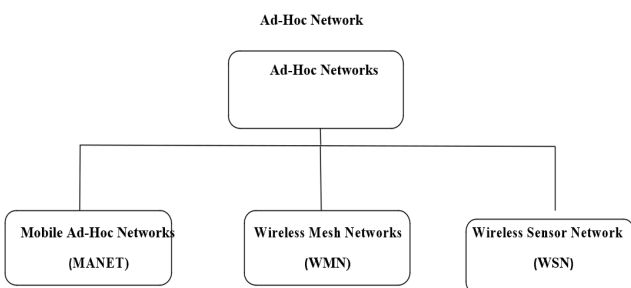 Ad-Hoc Network
Ad-Hoc Networks
Mobile Ad-Hoc Networks
(MANET)
Wireless Mesh Networks
(WMN)
Wireless Sensor Network
(WSN)